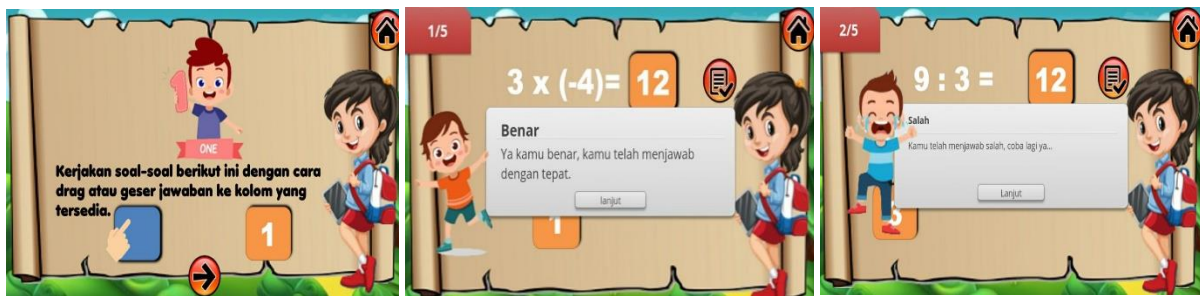 1
ONE
Kerjakan soal-soal berikut ini dengan cara
drag atau geser jawaban ke kolom yang
tersedia.
1
1/5
3 x (-4)= 12
Benar
Ya kamu benar, kamu telah menjawab
dengan tepat.
lanjut
1
2/5
9 : 3 = 12
Salah
Kamu telah menjawab salah, coba lagi ya...
Lanjut